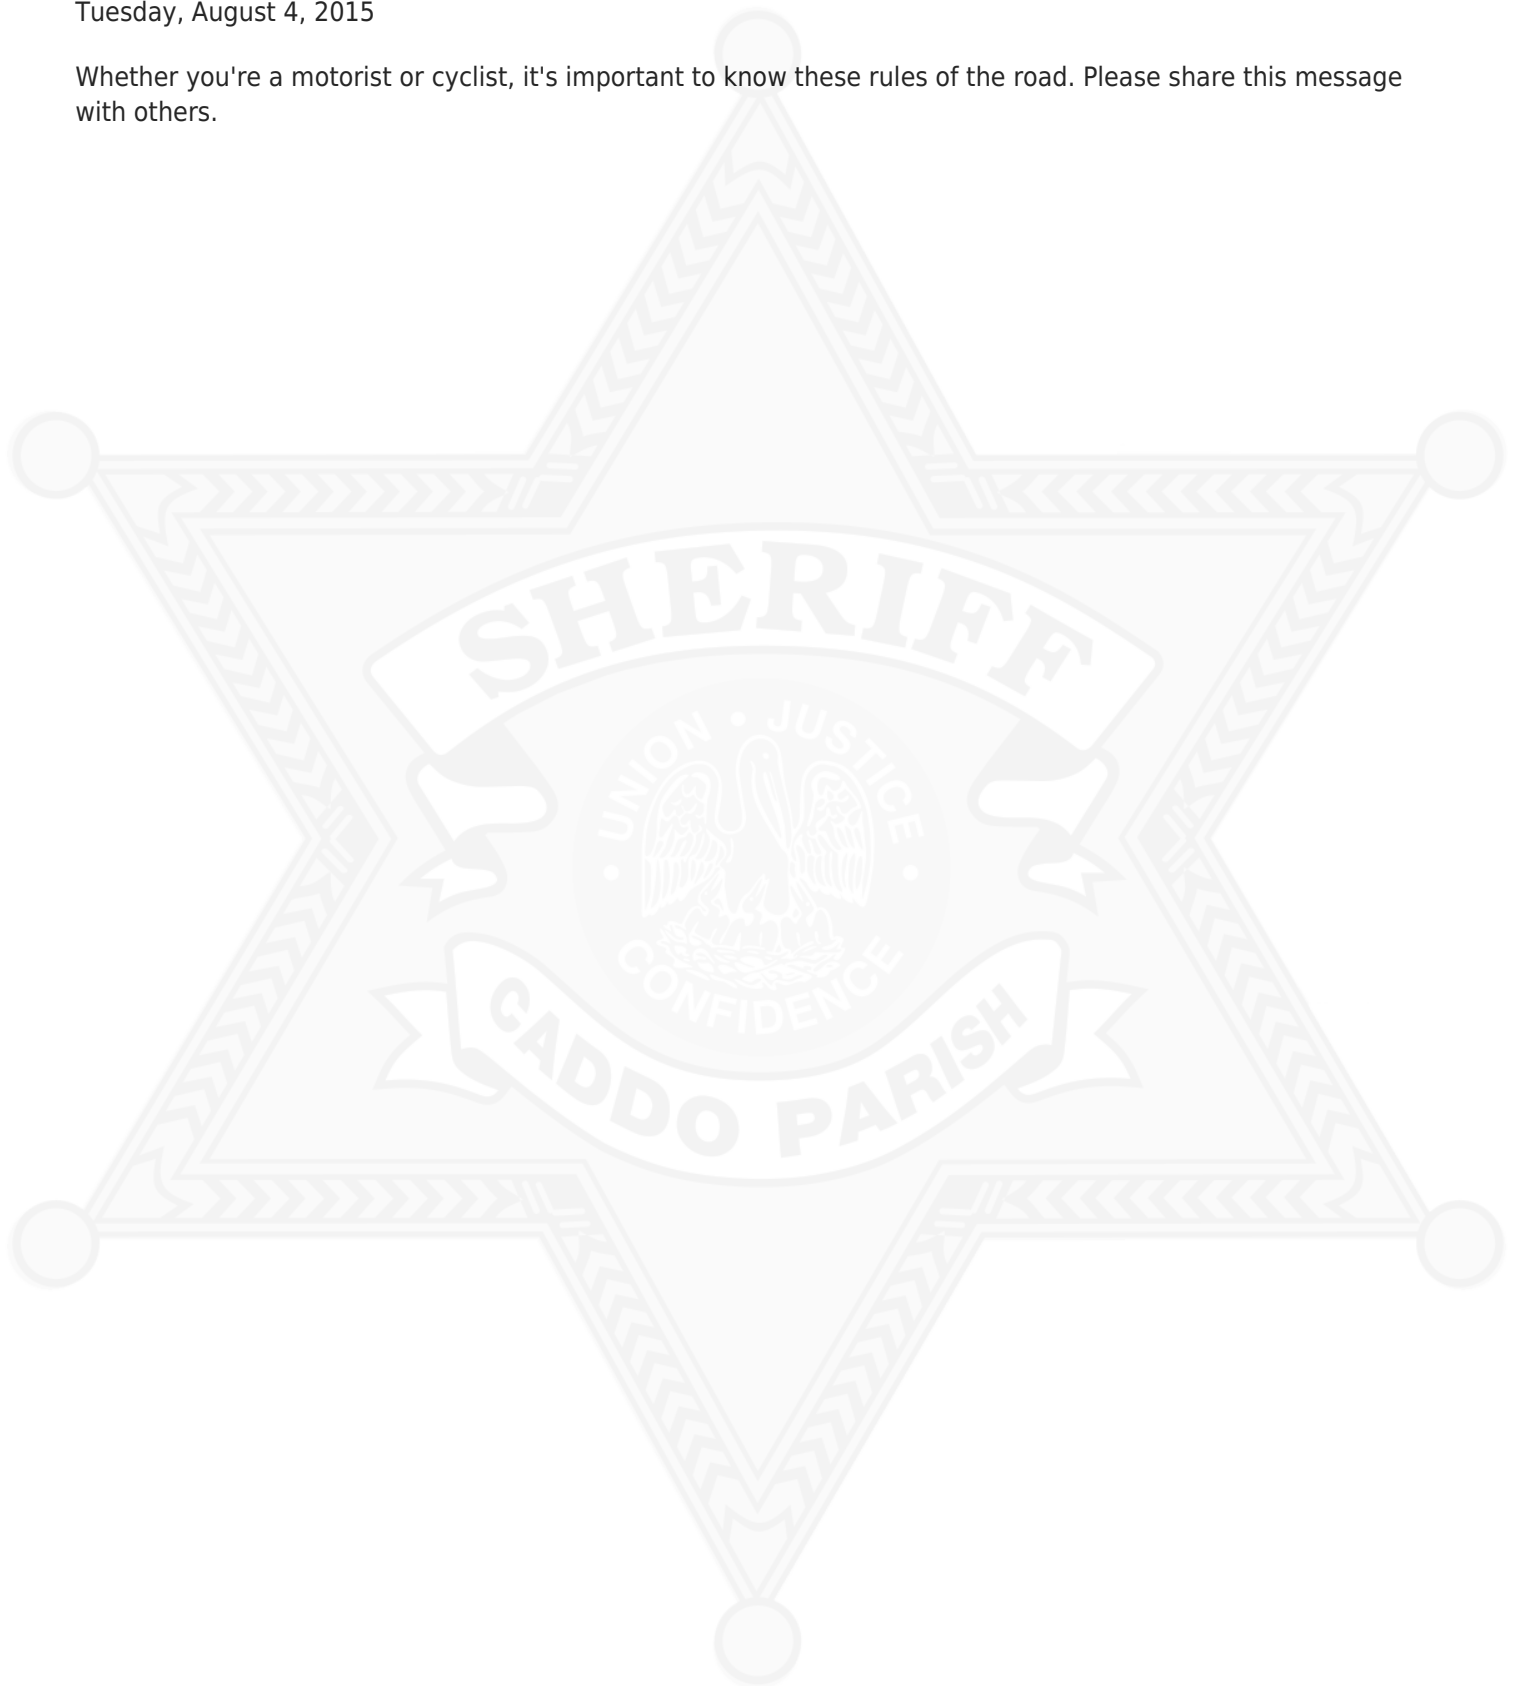 Tuesday, August 4, 2015
Whether you're a motorist or cyclist, it's important to know these rules of the road. Please share this message
with others.
SHERIFF
UNION • JUSTICE
CONFIDENCE
CADDO PARISH